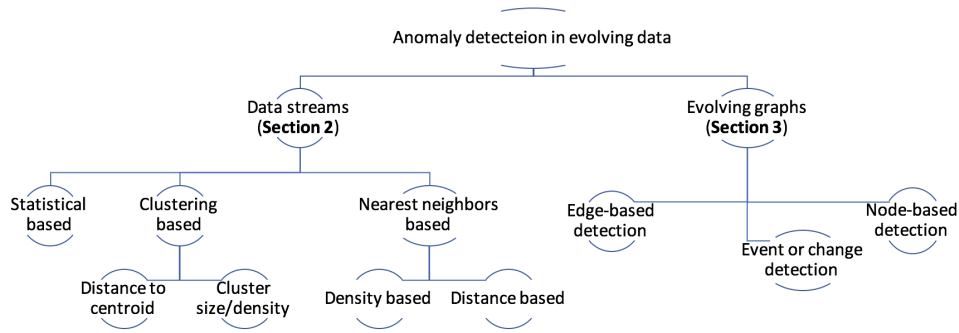 Anomaly detecteion in evolving data
Data streams
(Section 2)
Evolving graphs
(Section 3)
Statistical
based
Clustering
based
Nearest neighbors
based
Edge-based
detection
Event or change
detection
Node-based
detection
Distance to
centroid
Cluster
size/density
Density based
Distance based